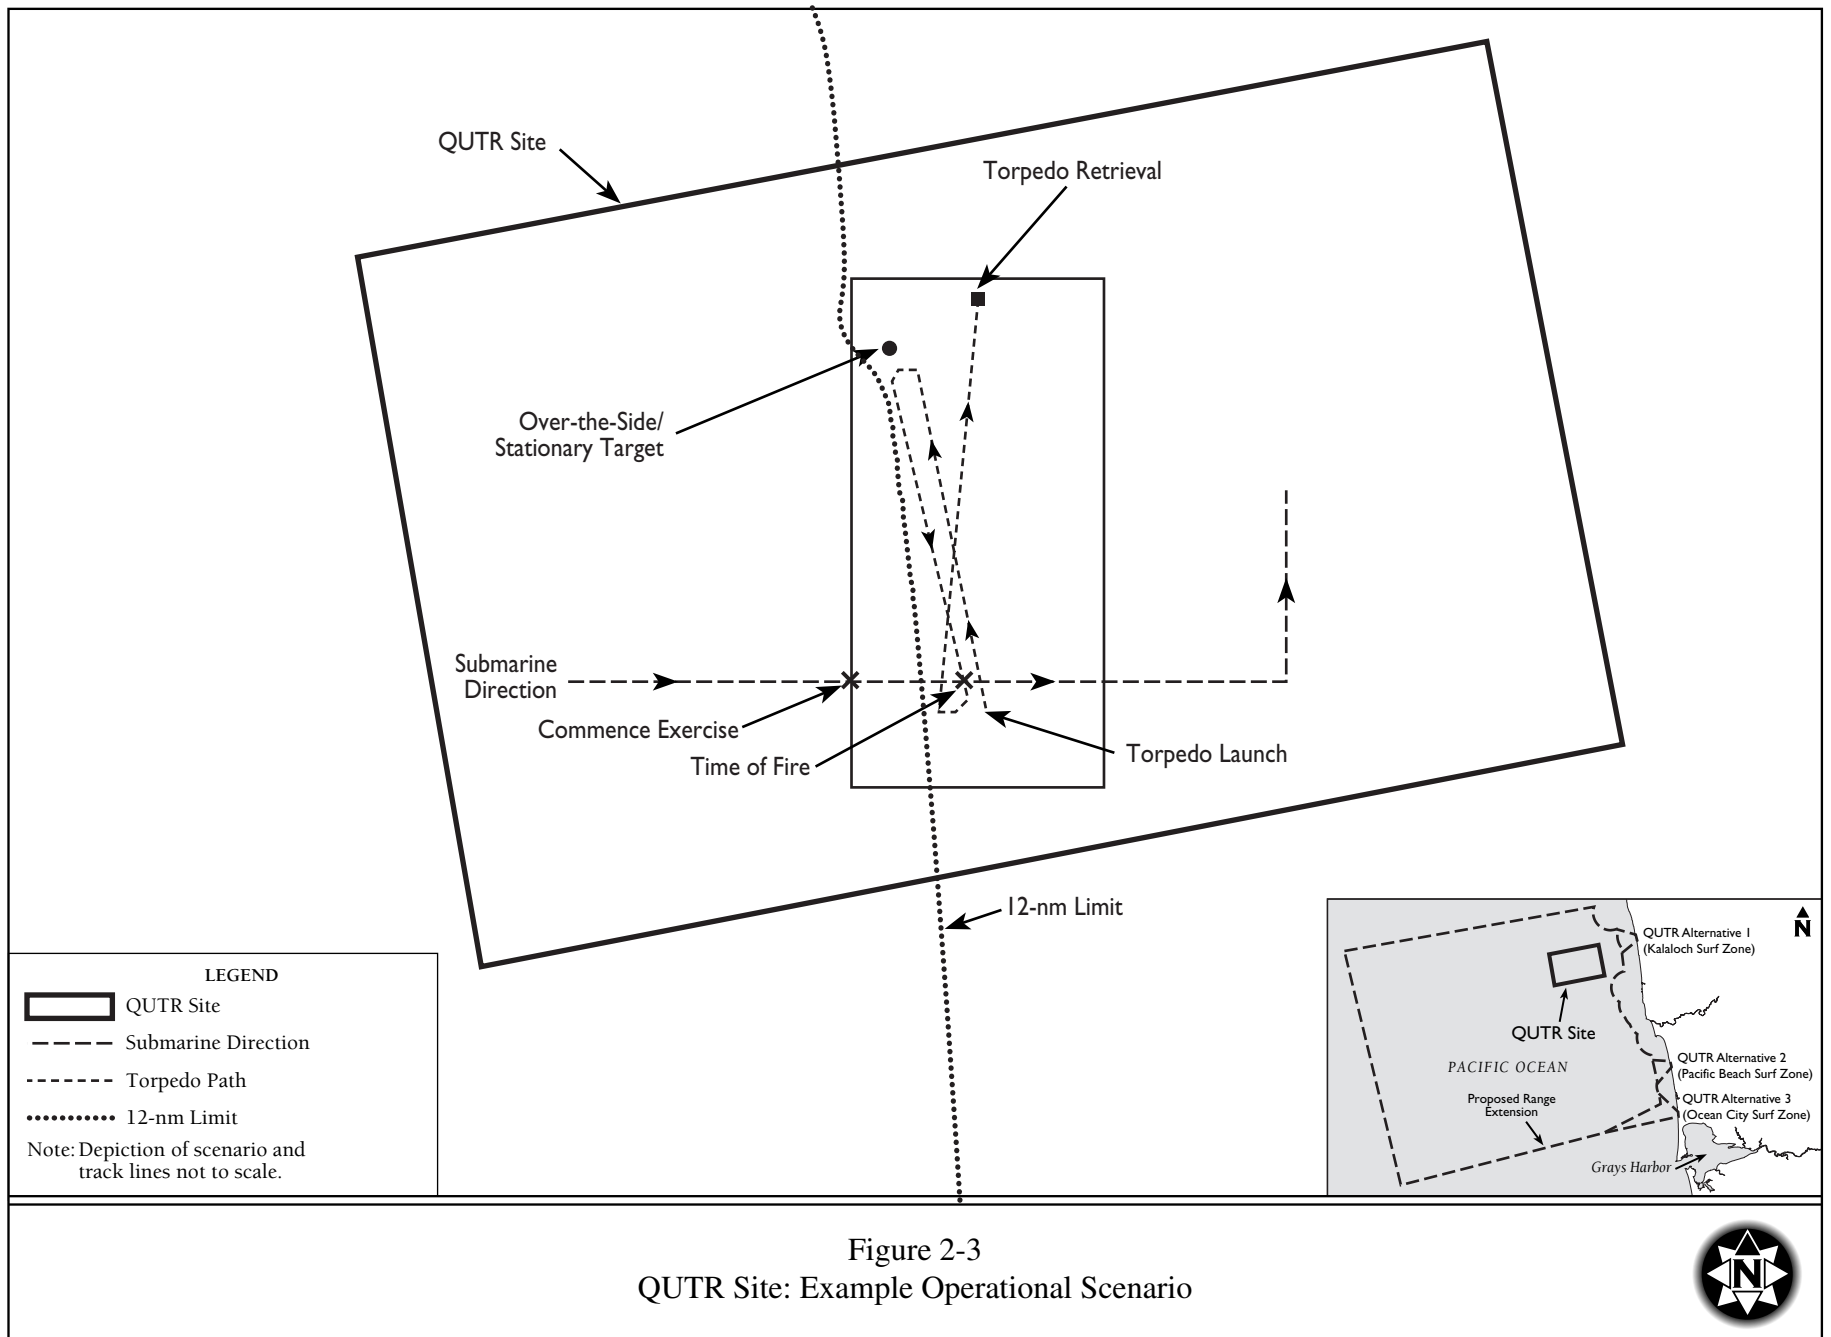 QUTR Site
Torpedo Retrieval
Over-the-Side/
Stationary Target
Submarine
Direction
Commence Exercise
Time of Fire
Torpedo Launch
12-nm Limit
LEGEND
QUTR Site
Submarine Direction
Torpedo Path
12-nm Limit
Note: Depiction of scenario and
track lines not to scale.
N
QUTR Alternative 1
(Kalaloch Surf Zone)
QUTR Site
PACIFIC OCEAN
QUTR Alternative 2
(Pacific Beach Surf Zone)
Proposed Range
Extension
QUTR Alternative 3
(Ocean City Surf Zone)
Grays Harbor
Figure 2-3
QUTR Site: Example Operational Scenario
N